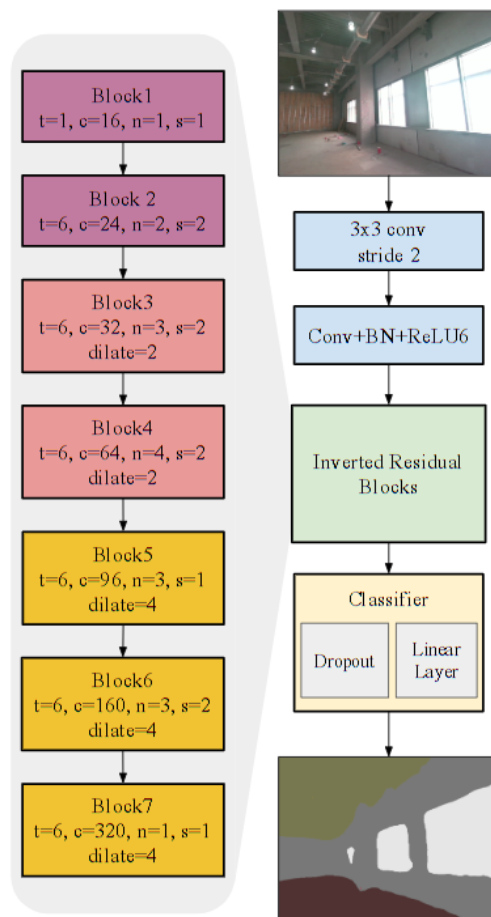 Block1
t=1, c=16, n=1, s=1
Block 2
t=6, c=24, n=2, s=2
Block3
t=6, c=32, n=3, s=2
dilate=2
Block4
t=6, c=64, n=4, s=2
dilate=2
Block5
t=6, c=96, n=3, s=1
dilate=4
Block6
t=6, c=160, n=3, s=2
dilate=4
Block7
t=6, c=320, n=1, s=1
dilate=4
3x3 conv
stride 2
Conv+BN+ReLU6
Inverted Residual
Blocks
Classifier
Dropout
Linear
Layer